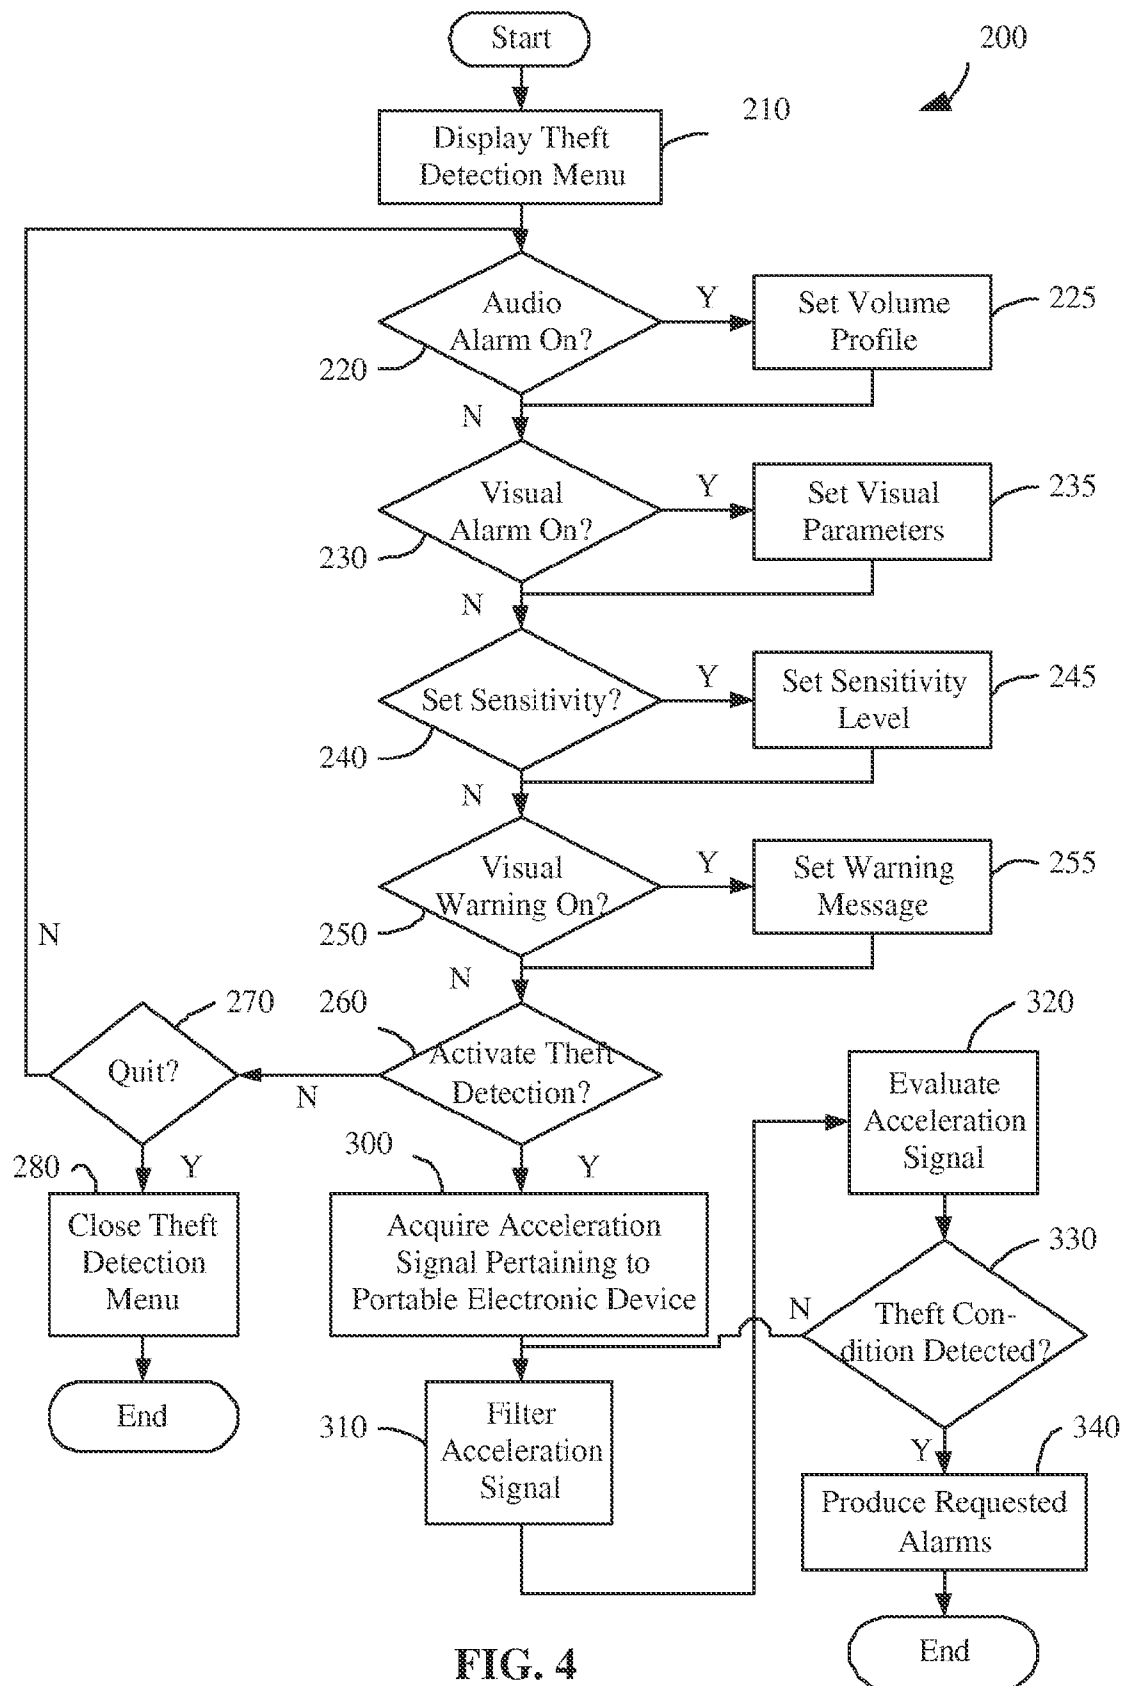 Start
200
210
Display Theft
Detection Menu
Audio
Alarm On?
220
Y
Set Volume
Profile
225
N
Visual
Alarm On?
230
Y
Set Visual
Parameters
235
N
Set Sensitivity?
240
Y
Set Sensitivity
Level
245
N
Visual
Warning On?
250
Y
Set Warning
Message
255
N
N
260
Activate Theft
Detection?
N
270
Quit?
Y
280
Close Theft
Detection
Menu
End
Y
300
Acquire Acceleration
Signal Pertaining to
Portable Electronic Device
310
Filter
Acceleration
Signal
320
Evaluate
Acceleration
Signal
330
Theft Con-
dition Detected?
N
Y
340
Produce Requested
Alarms
End
FIG. 4